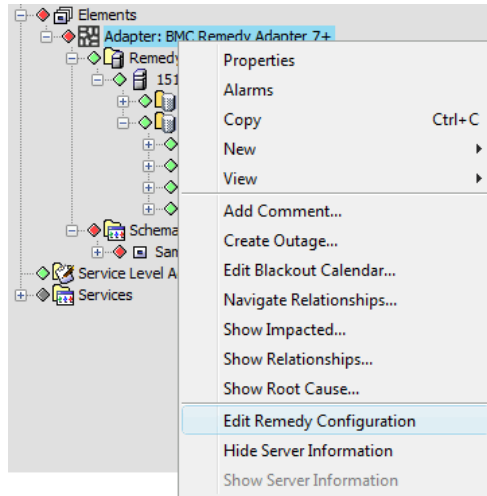 Elements
Adapter: BMC Remedy Adapter 7+
Remedy
151
Schema
San
Service Level A
Services
Properties
Alarms
Copy Ctrl+C
New
View
Add Comment...
Create Outage...
Edit Blackout Calendar...
Navigate Relationships...
Show Impacted...
Show Relationships...
Show Root Cause...
Edit Remedy Configuration
Hide Server Information
Show Server Information